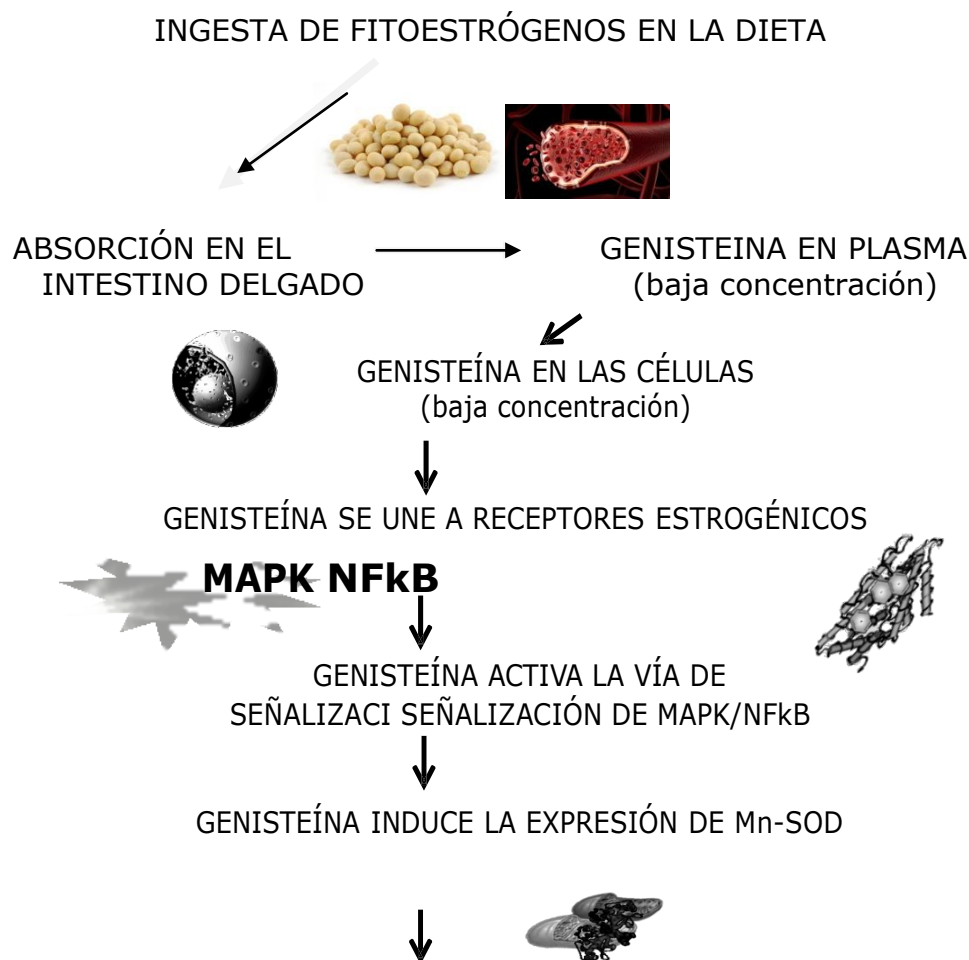 INGESTA DE FITOESTRÓGENOS EN LA DIETA
ABSORCIÓN EN EL
INTESTINO DELGADO
GENISTEINA EN PLASMA
(baja concentración)
GENISTEÍNA EN LAS CÉLULAS
(baja concentración)
GENISTEÍNA SE UNE A RECEPTORES ESTROGÉNICOS
MAPK NFkB
GENISTEÍNA ACTIVA LA VÍA DE
SEÑALIZACI SEÑALIZACIÓN DE MAPK/NFkB
GENISTEÍNA INDUCE LA EXPRESIÓN DE Mn-SOD